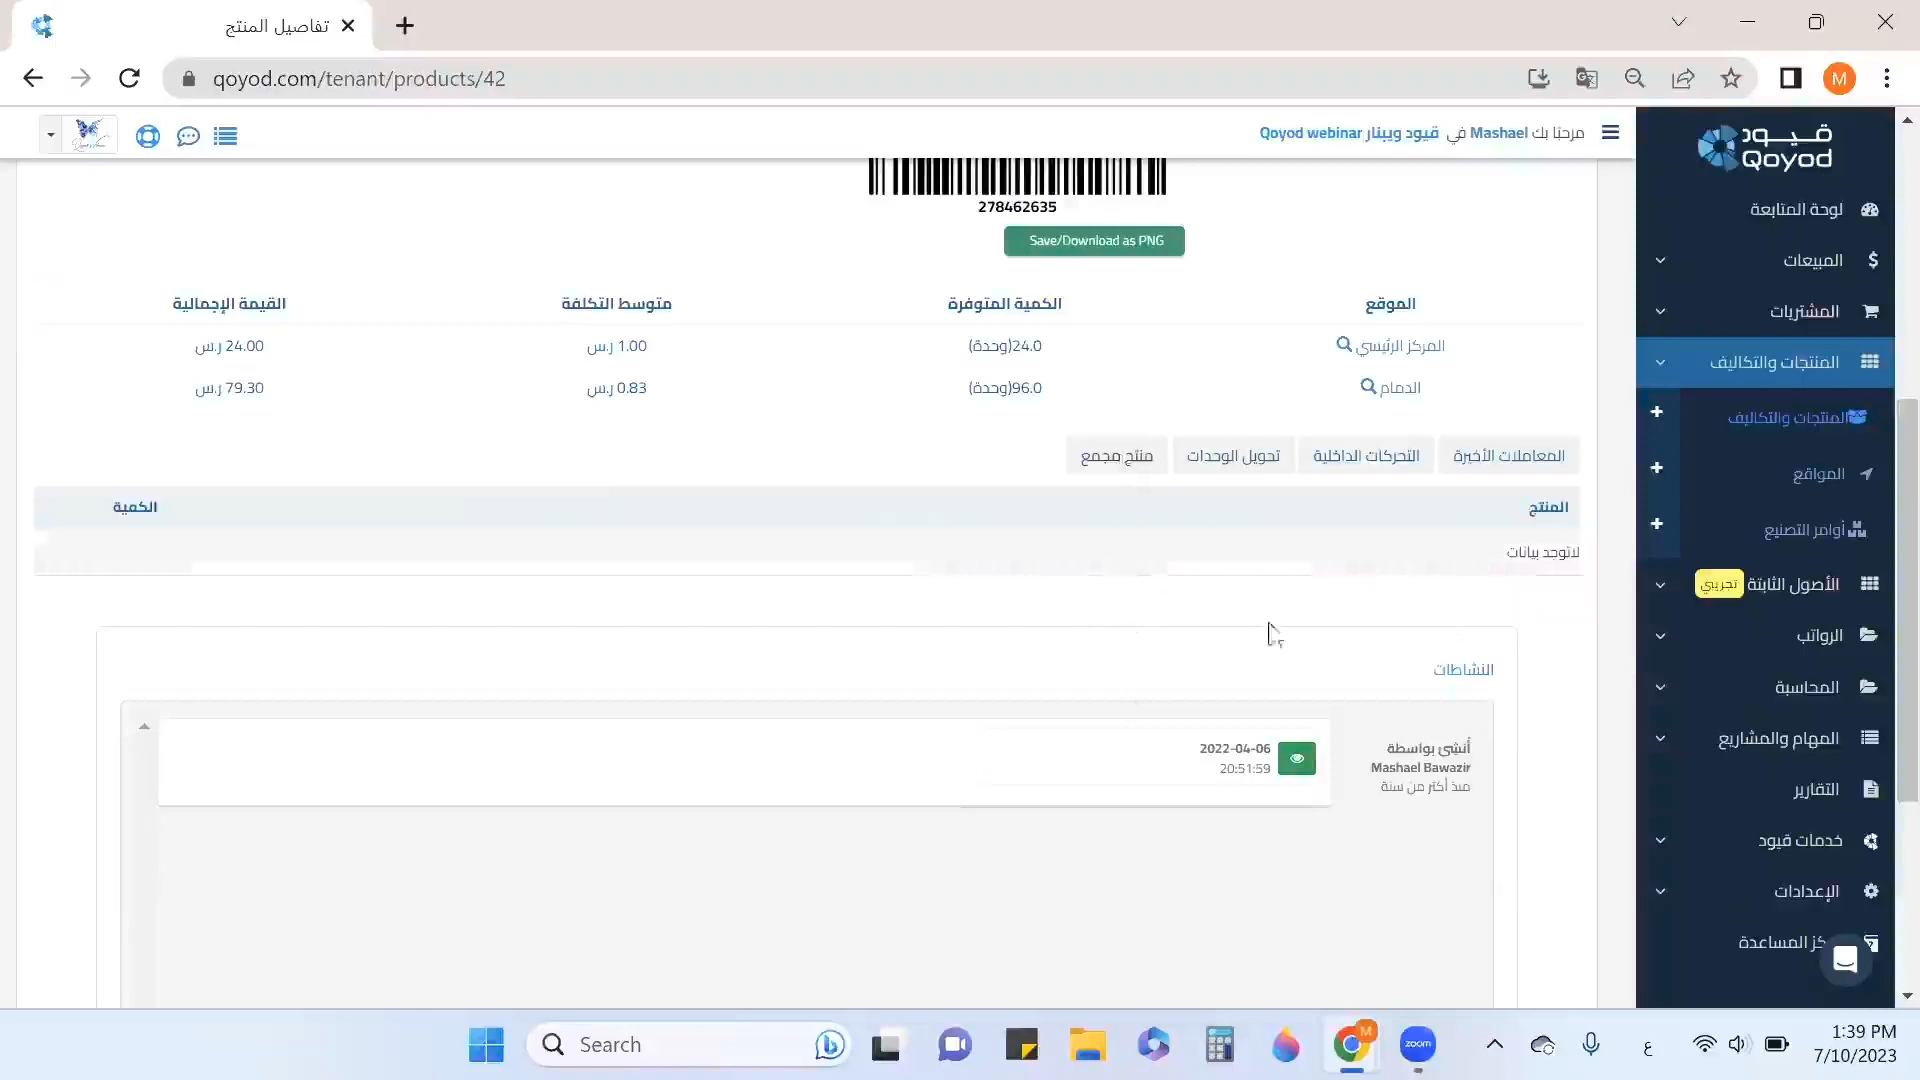 تفاصيل المنتج
qoyod.com/tenant/products/42
M
مرحبًا بك Mashael في قيود ويبنار Qoyod webinar
قيود
Qoyod
278462635
Save/Download as PNG
الموقع الكمية المتوفرة متوسط التكلفة القيمة الإجمالية
المركز الرئيسي 24.0(وحدة) 1.00 ر.س 24.00 ر.س
الدمام 96.0(وحدة) 0.83 ر.س 79.30 ر.س
المعاملات الأخيرة التحركات الداخلية تحويل الوحدات منتج مجمع
المنتج الكمية
لاتوجد بيانات
النشاطات
أنشئ بواسطة
Mashael Bawazir
منذ أكثر من سنة
2022-04-06
20:51:59
لوحة المتابعة
المبيعات
المشتريات
المنتجات والتكاليف
المنتجات والتكاليف
المواقع
أوامر التصنيع
الأصول الثابتة تجريبي
الرواتب
المحاسبة
المهام والمشاريع
التقارير
خدمات قيود
الإعدادات
المساعدة
Search
M
zoom
ع
1:39 PM
7/10/2023